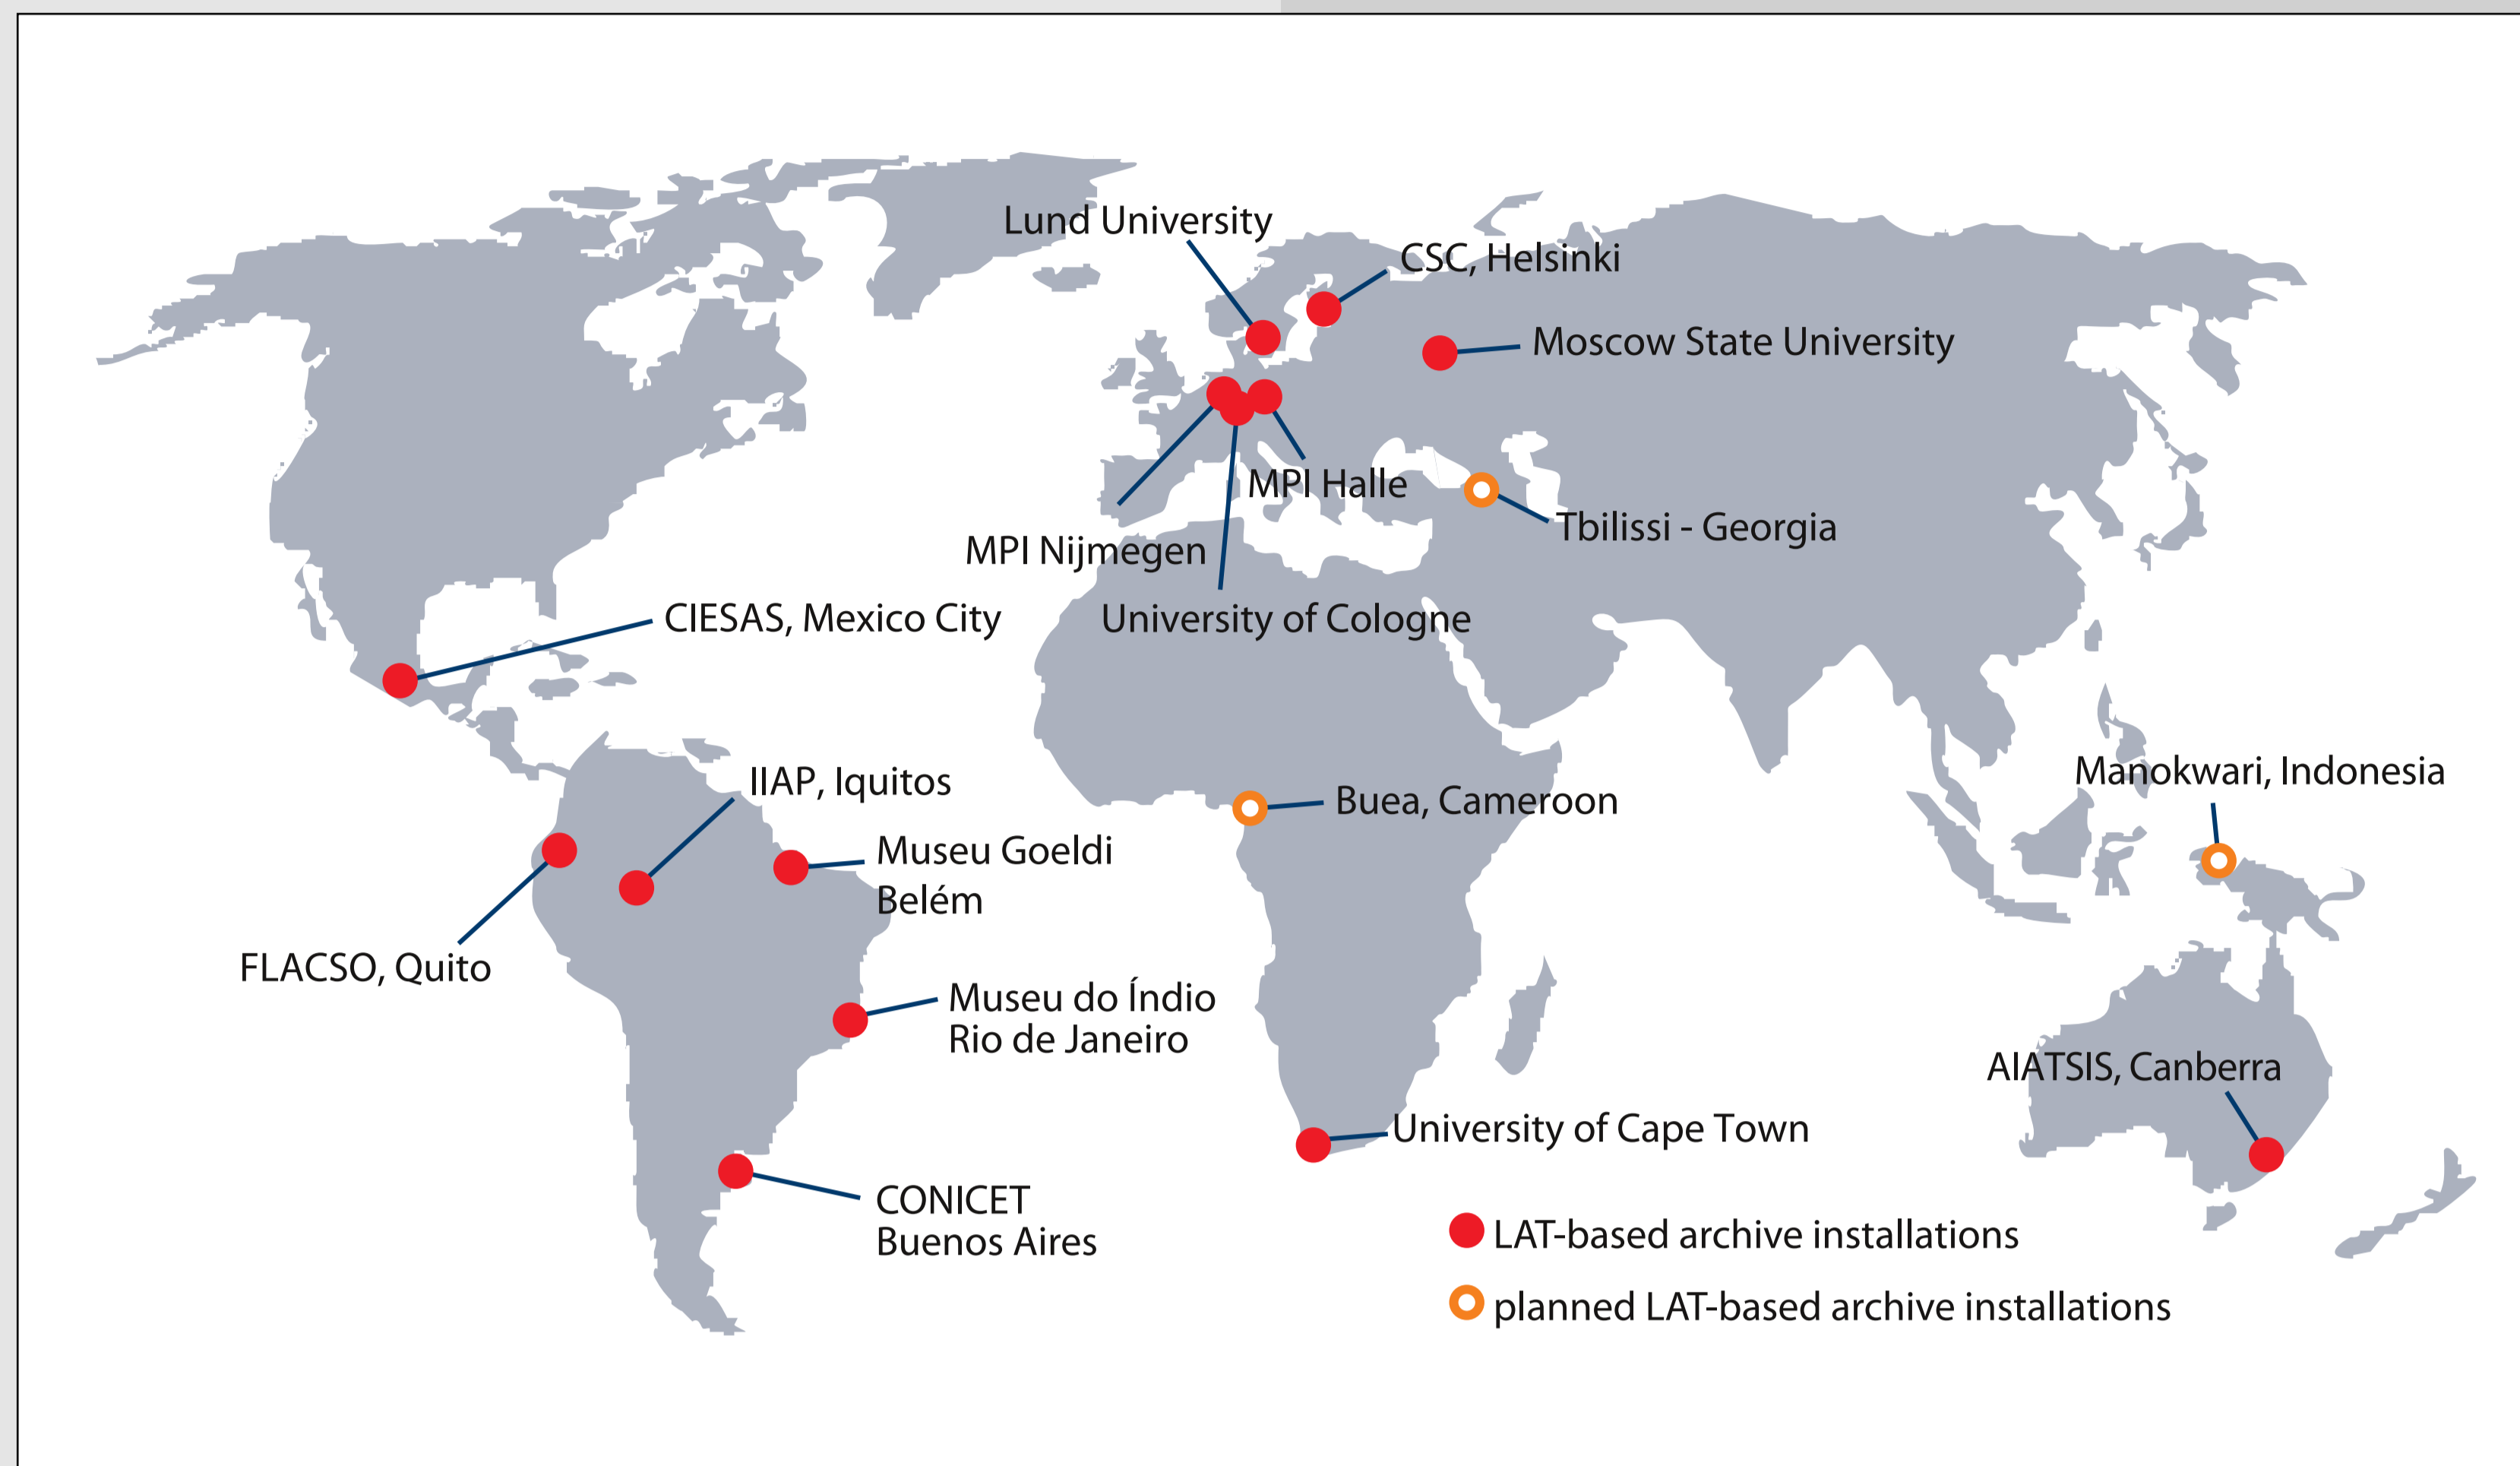 Lund University
CSC, Helsinki
Moscow State University
MPI Halle
Tbilissi - Georgia
MPI Nijmegen
University of Cologne
CIESAS, Mexico City
IIAP, Iquitos
Manokwari, Indonesia
Buea, Cameroon
Museu Goeldi
Belém
FLACSO, Quito
Museu do Índio
Rio de Janeiro
AIATSIS, Canberra
University of Cape Town
CONICET
Buenos Aires
LAT-based archive installations
planned LAT-based archive installations